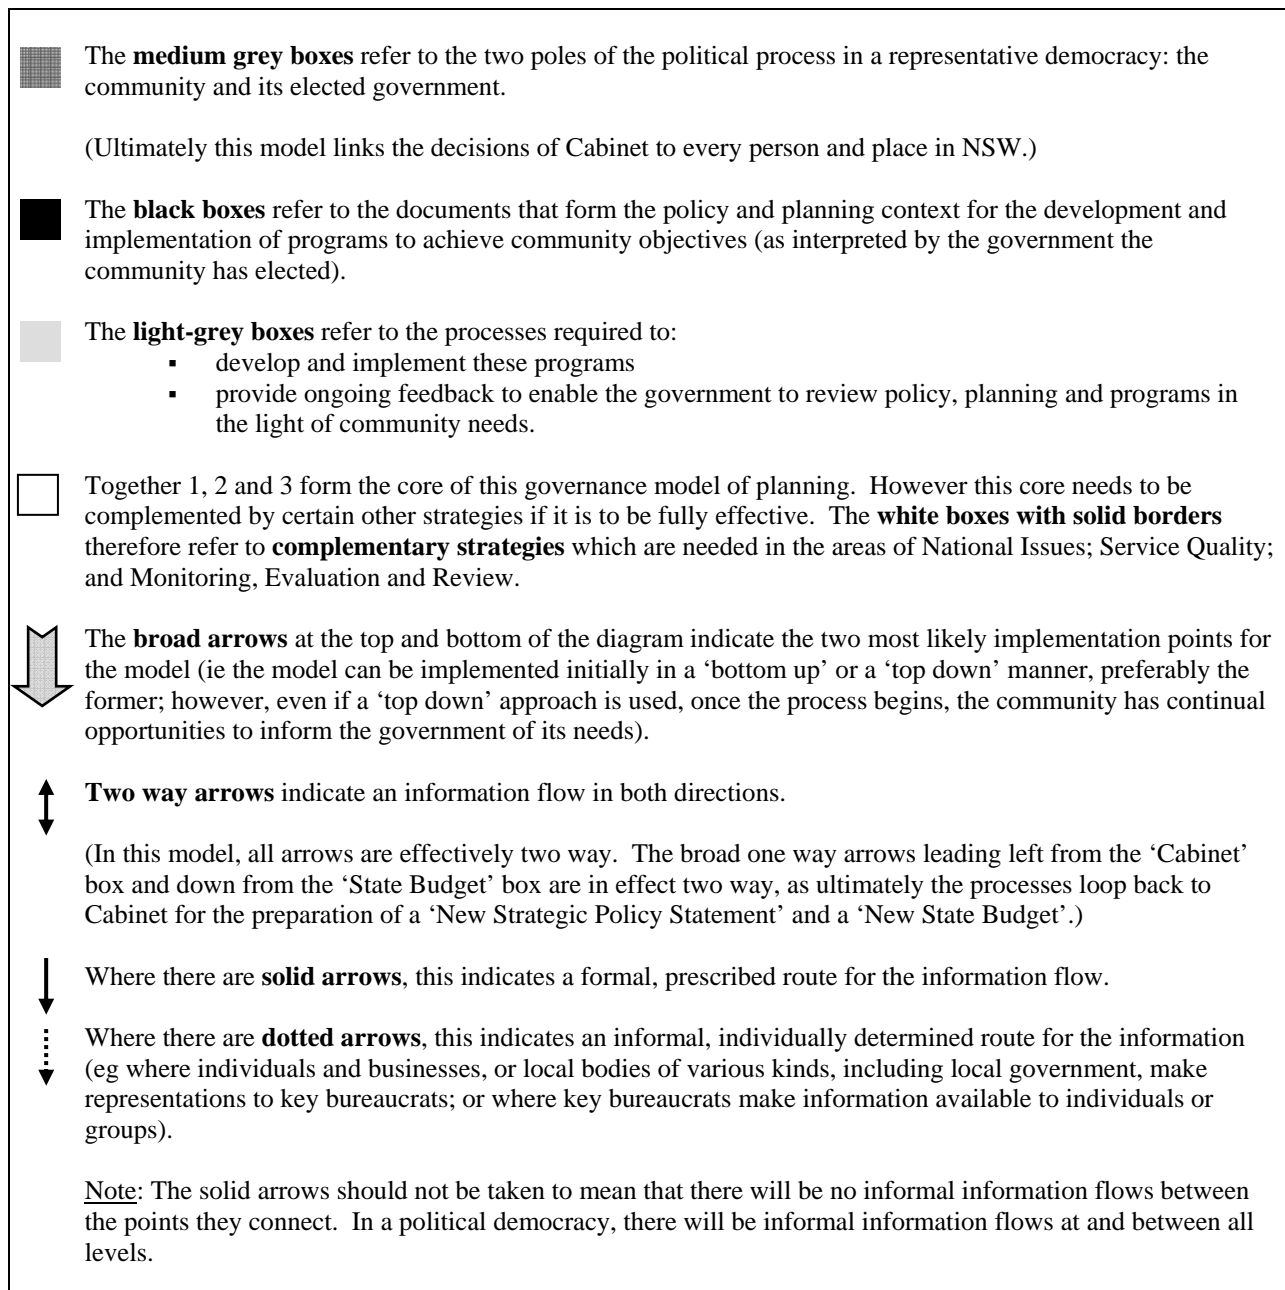 The medium grey boxes refer to the two poles of the political process in a representative democracy: the
community and its elected government.
(Ultimately this model links the decisions of Cabinet to every person and place in NSW.)
The black boxes refer to the documents that form the policy and planning context for the development and
implementation of programs to achieve community objectives (as interpreted by the government the
community has elected).
The light-grey boxes refer to the processes required to:
▪ develop and implement these programs
▪ provide ongoing feedback to enable the government to review policy, planning and programs in
the light of community needs.
Together 1, 2 and 3 form the core of this governance model of planning.  However this core needs to be
complemented by certain other strategies if it is to be fully effective.  The white boxes with solid borders
therefore refer to complementary strategies which are needed in the areas of National Issues; Service Quality;
and Monitoring, Evaluation and Review.
The broad arrows at the top and bottom of the diagram indicate the two most likely implementation points for
the model (ie the model can be implemented initially in a ‘bottom up’ or a ‘top down’ manner, preferably the
former; however, even if a ‘top down’ approach is used, once the process begins, the community has continual
opportunities to inform the government of its needs).
Two way arrows indicate an information flow in both directions.
(In this model, all arrows are effectively two way.  The broad one way arrows leading left from the ‘Cabinet’
box and down from the ‘State Budget’ box are in effect two way, as ultimately the processes loop back to
Cabinet for the preparation of a ‘New Strategic Policy Statement’ and a ‘New State Budget’.)
Where there are solid arrows, this indicates a formal, prescribed route for the information flow.
Where there are dotted arrows, this indicates an informal, individually determined route for the information
(eg where individuals and businesses, or local bodies of various kinds, including local government, make
representations to key bureaucrats; or where key bureaucrats make information available to individuals or
groups).
Note: The solid arrows should not be taken to mean that there will be no informal information flows between
the points they connect.  In a political democracy, there will be informal information flows at and between all
levels.